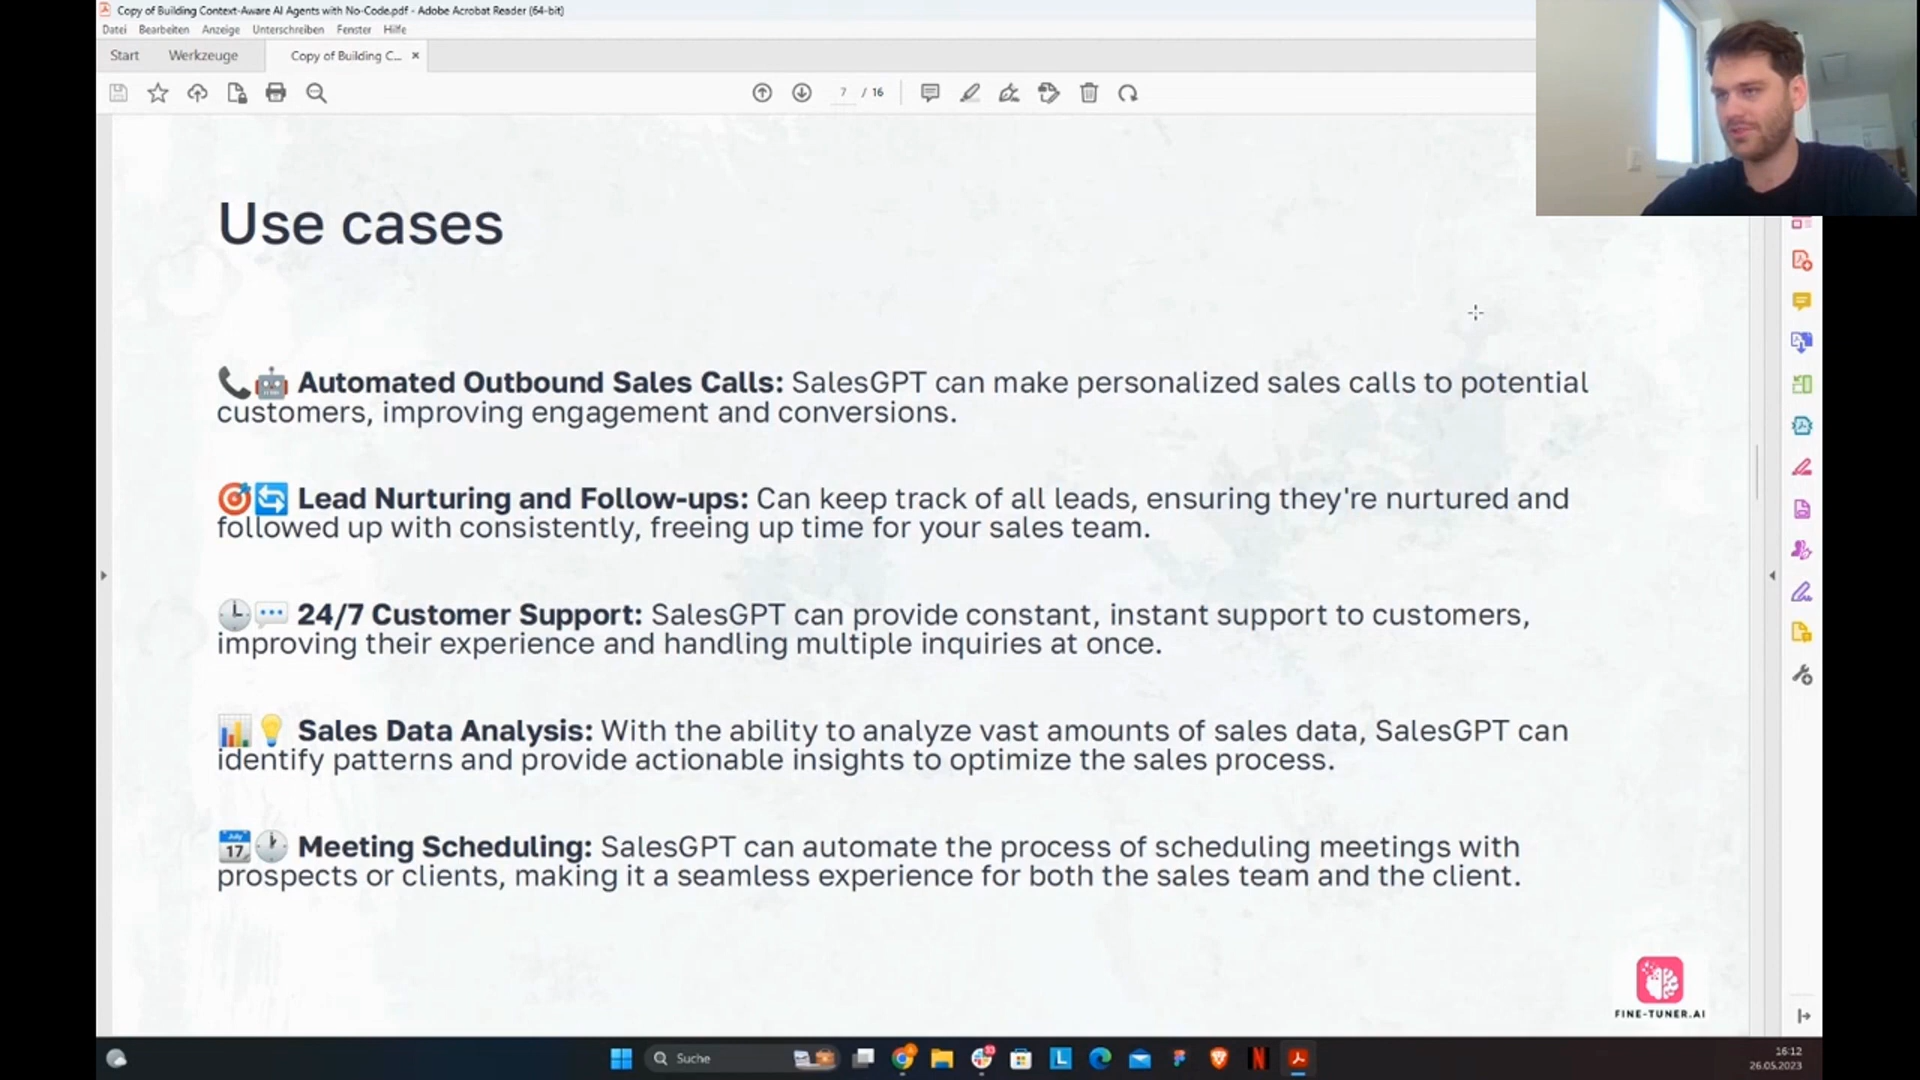 Copy of Building Context-Aware AI Agents with No-Code.pdf - Adobe Acrobat Reader (64-bit)
Datei Bearbeiten Anzeige Unterschreiben Fenster Hilfe
Start Werkzeuge Copy of Building C... ×
7 / 16
Use cases
Automated Outbound Sales Calls: SalesGPT can make personalized sales calls to potential
customers, improving engagement and conversions.
Lead Nurturing and Follow-ups: Can keep track of all leads, ensuring they're nurtured and
followed up with consistently, freeing up time for your sales team.
24/7 Customer Support: SalesGPT can provide constant, instant support to customers,
improving their experience and handling multiple inquiries at once.
Sales Data Analysis: With the ability to analyze vast amounts of sales data, SalesGPT can
identify patterns and provide actionable insights to optimize the sales process.
July
17
Meeting Scheduling: SalesGPT can automate the process of scheduling meetings with
prospects or clients, making it a seamless experience for both the sales team and the client.
FINE-TUNER.AI
Suche
L
N
16:12
26.05.2023